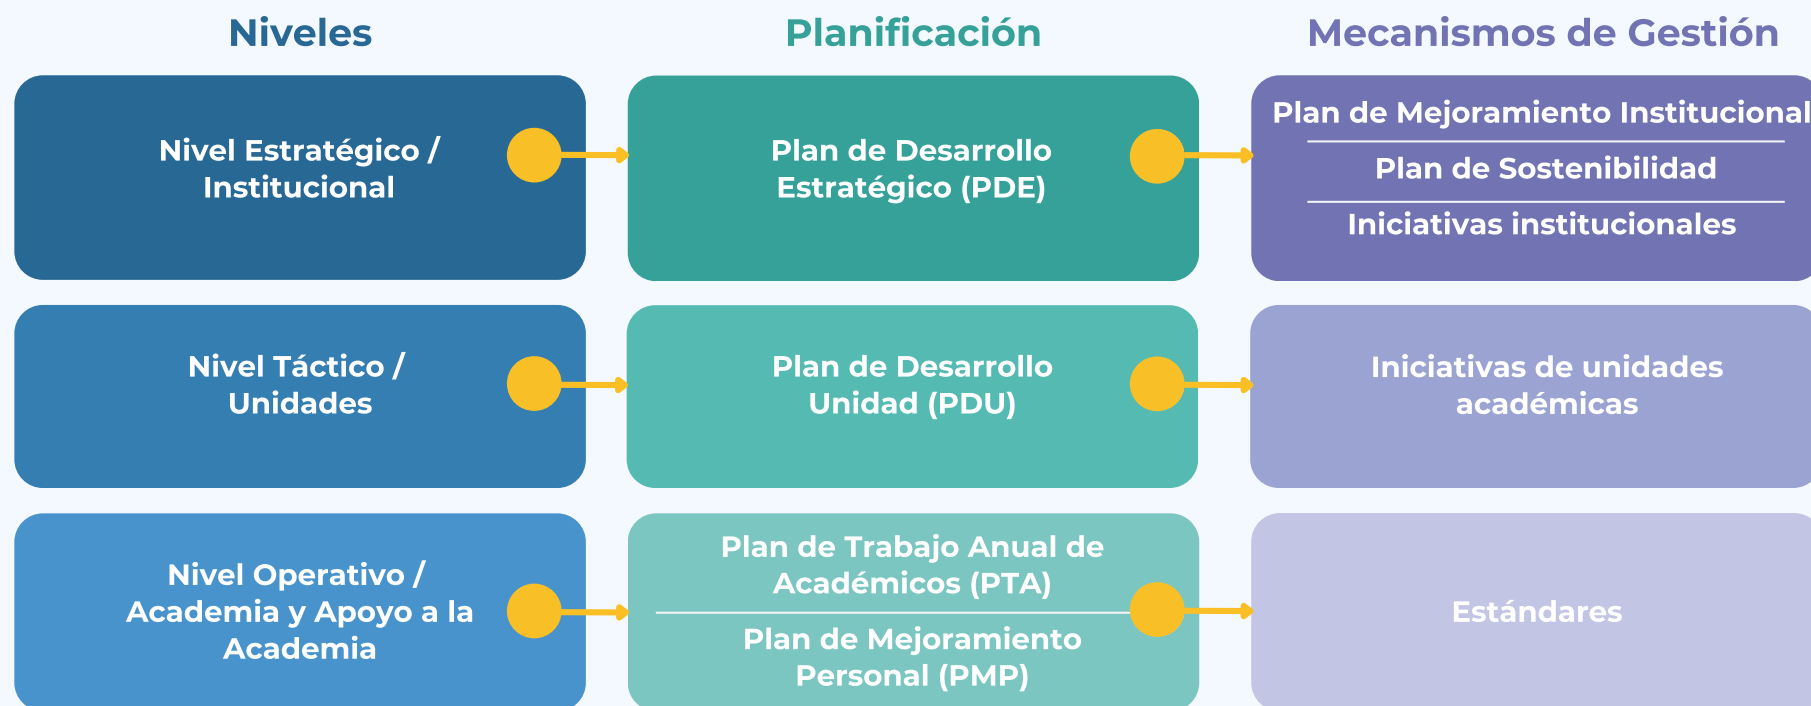 Niveles
Planificación
Mecanismos de Gestión
Nivel Estratégico /
Institucional
Plan de Desarrollo
Estratégico (PDE)
Plan de Mejoramiento Institucional
Plan de Sostenibilidad
Iniciativas institucionales
Nivel Táctico /
Unidades
Plan de Desarrollo
Unidad (PDU)
Iniciativas de unidades
académicas
Nivel Operativo /
Academia y Apoyo a la
Academia
Plan de Trabajo Anual de
Académicos (PTA)
Plan de Mejoramiento
Personal (PMP)
Estándares